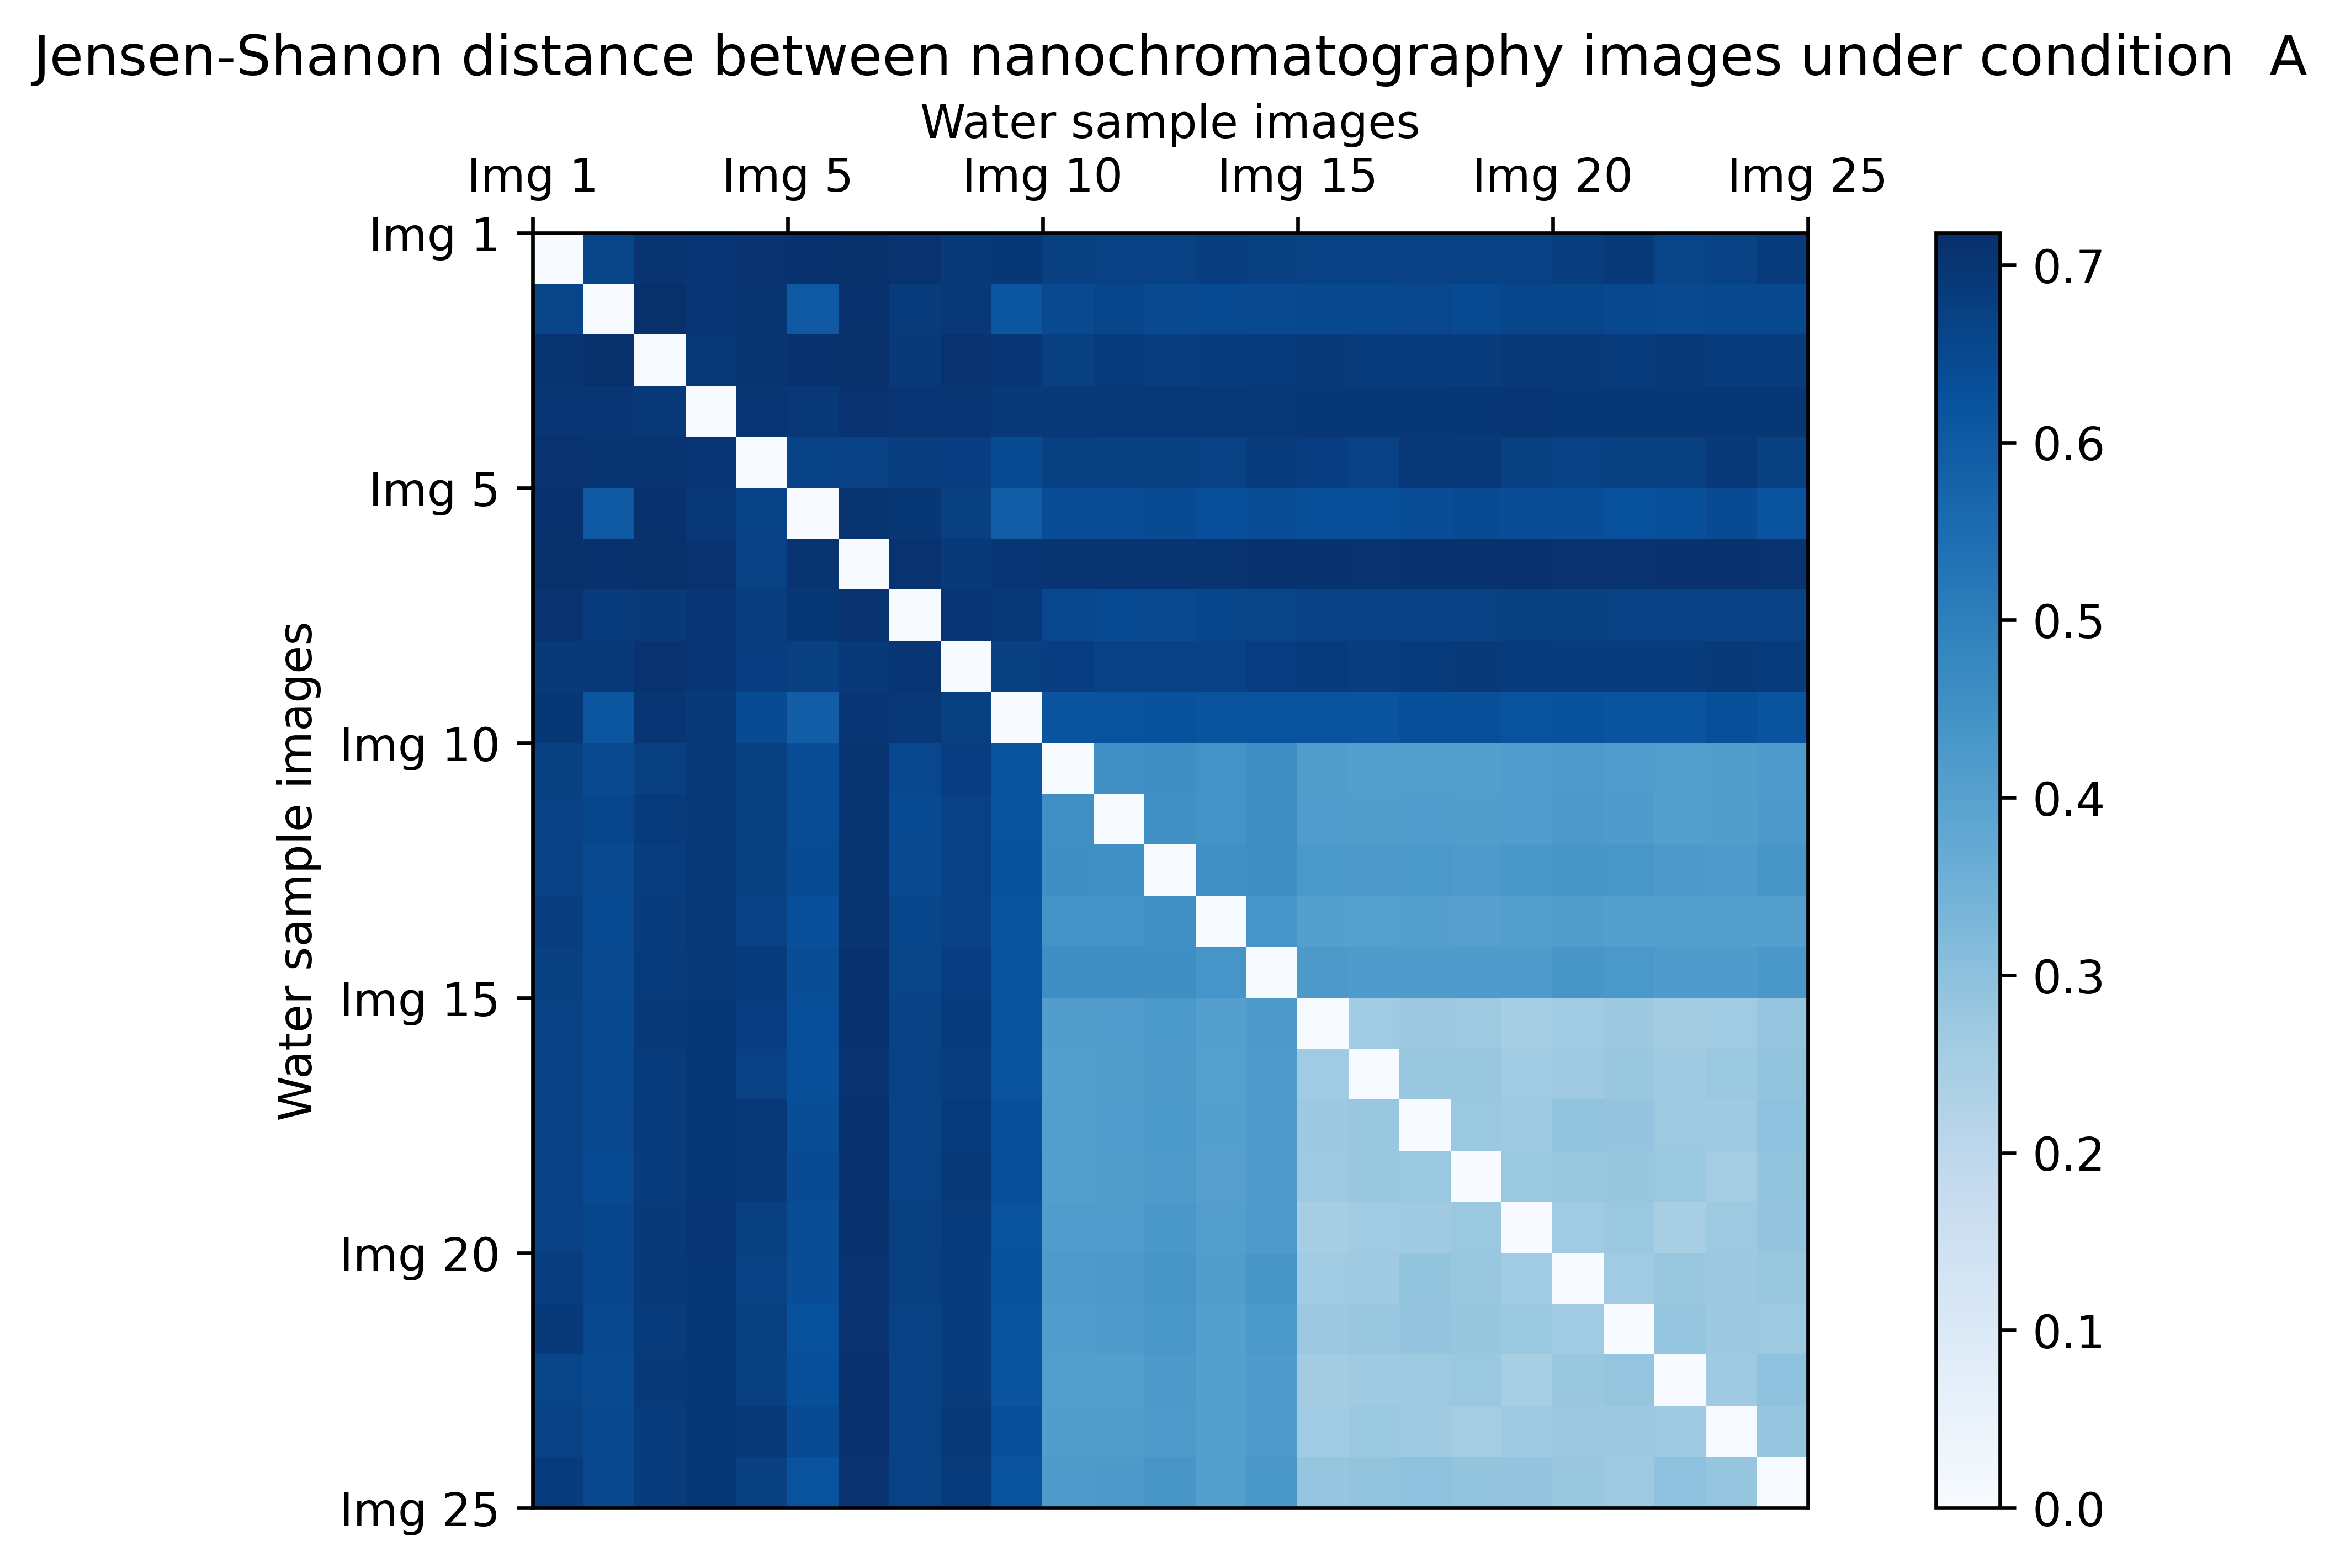 Jensen-Shanon distance between nanochromatography images under condition  A
Water sample images
Img 1 Img 5 Img 10 Img 15 Img 20 Img 25
Img 1
Img 5
Img 10
Img 15
Img 20
Img 25
Water sample images
0.7
0.6
0.5
0.4
0.3
0.2
0.1
0.0